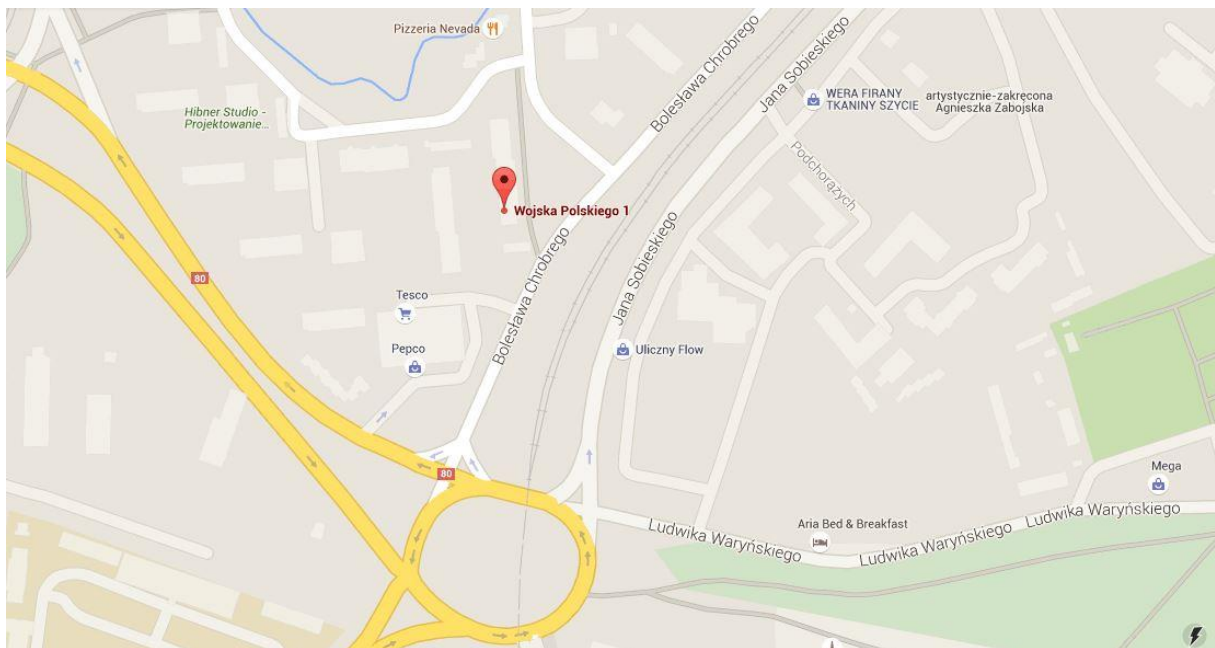 Pizzeria Nevada
Hibner Studio -
Projektowanie...
Bolesława Chrobrego
Jana Sobieskiego
WERA FIRANY
TKANINY SZYCIE
artystycznie-zakręcona
Agnieszka Zabojska
Podchorążych
Wojska Polskiego 1
Bolesława Chrobrego
Jana Sobieskiego
80
Tesco
Pepco
Uliczny Flow
80
Mega
Ludwika Waryńskiego
Aria Bed & Breakfast
Ludwika Waryńskiego
Ludwika Waryńskiego